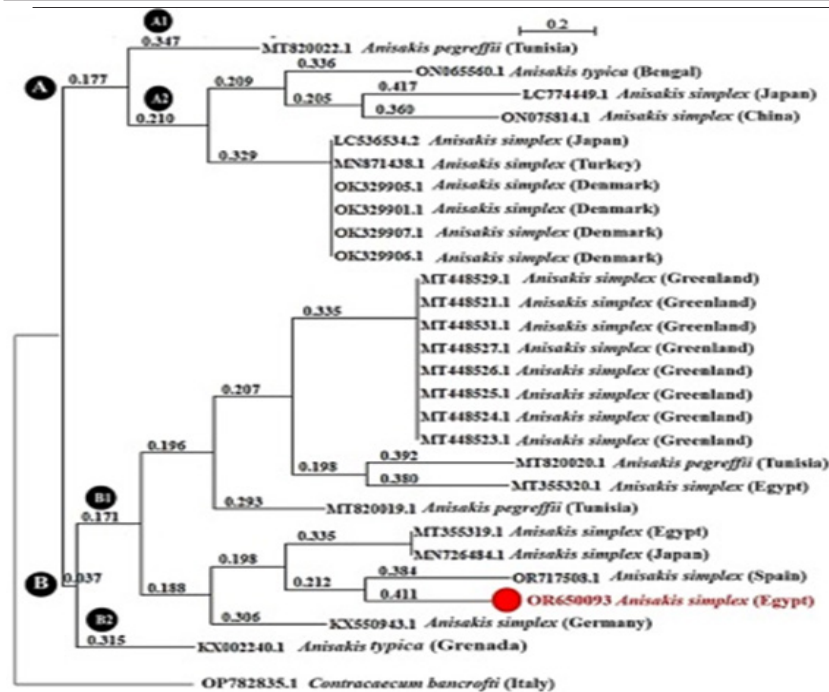 A1
0.2
0.347
MT820022.1 Anisakis pegreffii (Tunisia)
A
0.177
0.336
ON065560.1 Anisakis typica (Bengal)
0.209
0.417
LC774449.1 Anisakis simplex (Japan)
A2
0.205
0.360
ON075814.1 Anisakis simplex (China)
0.210
LC536534.2 Anisakis simplex (Japan)
0.329
MN871438.1 Anisakis simplex (Turkey)
OK329905.1 Anisakis simplex (Denmark)
OK329901.1 Anisakis simplex (Denmark)
OK329907.1 Anisakis simplex (Denmark)
OK329906.1 Anisakis simplex (Denmark)
MT448529.1 Anisakis simplex (Greenland)
MT448521.1 Anisakis simplex (Greenland)
0.335
MT448531.1 Anisakis simplex (Greenland)
MT448527.1 Anisakis simplex (Greenland)
MT448526.1 Anisakis simplex (Greenland)
0.207
MT448525.1 Anisakis simplex (Greenland)
MT448524.1 Anisakis simplex (Greenland)
MT448523.1 Anisakis simplex (Greenland)
0.196
0.392
MT820020.1 Anisakis pegreffii (Tunisia)
0.198
0.380
MT355320.1 Anisakis simplex (Egypt)
B1
0.171
0.293
MT820019.1 Anisakis pegreffii (Tunisia)
0.335
MT355319.1 Anisakis simplex (Egypt)
MN726484.1 Anisakis simplex (Japan)
0.198
0.384
OR717508.1 Anisakis simplex (Spain)
B
0.037
0.188
0.212
0.411
OR650093 Anisakis simplex (Egypt)
B2
0.306
KX550943.1 Anisakis simplex (Germany)
0.315
KX002240.1 Anisakis typica (Grenada)
OP782835.1 Contracaecum bancrofti (Italy)